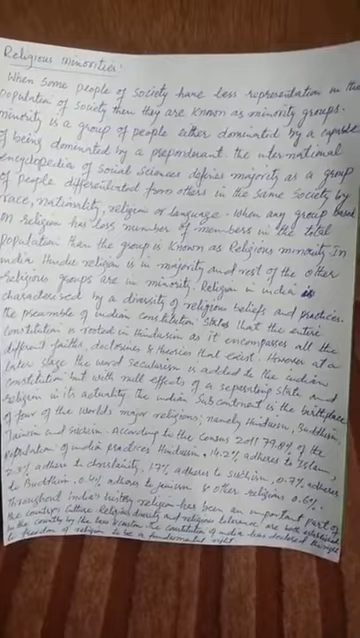 Religious Minorities:
When some people of society have less representation in the
population of society then they are known as minority groups.
Minority is a group of people either dominated by a capable
of being dominated by a preponderant. the international
encyclopedia of social sciences defines majority as a group
of people differentiated from others in the same society by
race, nationality, religion or language. When any group based
on religion has less number of members in the total
population than the group is known as Religious minority In
india Hindu religion is in majority and rest of the other
religious groups are in minority. Religion in india is
characterised by a diversity of religious beliefs and practices.
The preamble of indian constitution states that the entire
Constitution is rooted in Hinduism as it encompasses all the
different faiths, doctrines & theories that exist. However at a
later stage the word secularism is added to the indian
constitution but with null effects of a separating state and
religion in its actuality. The indian Subcontinent is the birthplace
of four of the world's major religions; namely Hinduism, Buddhism,
Jainism and Sikhism. According to the Census 2011 79.8% of the
population of india practices Hinduism, 14.2% adheres to Islam,
2.3% adhere to christianity, 1.7% adheres to sikhism, 0.7% adheres
to Buddhism, 0.4% adheres to jainism & other religions 0.6%.
Throughout India's history religion has been an important part of
the country's culture Religious diversity and religious tolerance are both established
in the country by the law & custom the constitution of india has declared the right
to freedom of religion to be a fundamental right